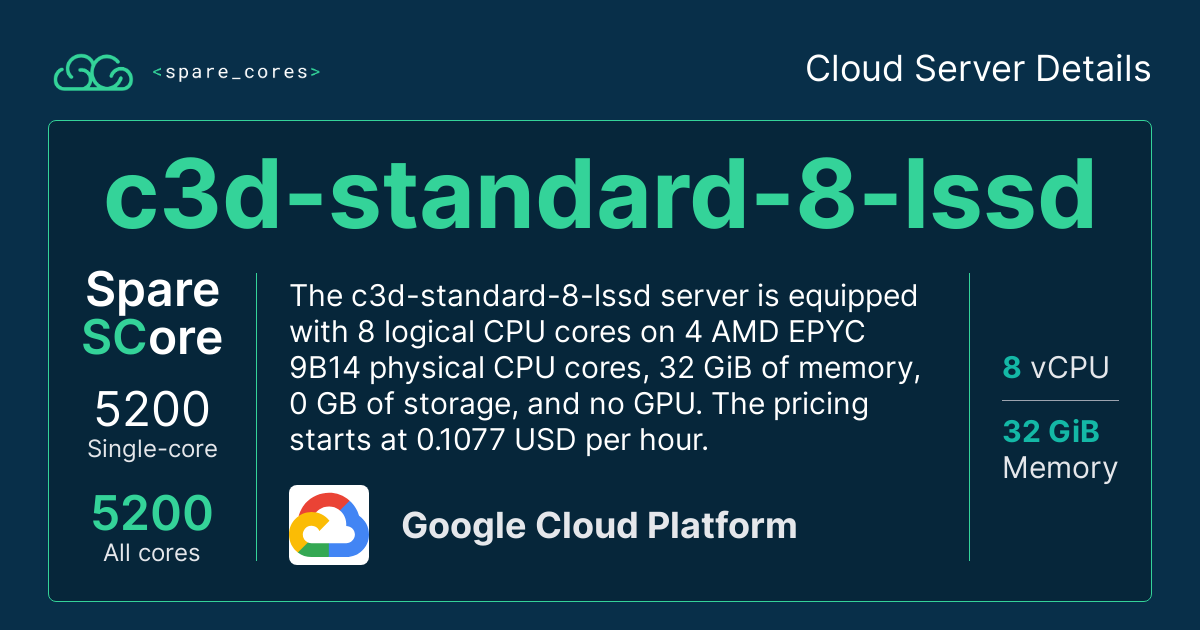 <spare_cores>
Cloud Server Details
c3d-standard-8-lssd
Spare
SCore
5200
Single-core
5200
All cores
The c3d-standard-8-lssd server is equipped
with 8 logical CPU cores on 4 AMD EPYC
9B14 physical CPU cores, 32 GiB of memory,
0 GB of storage, and no GPU. The pricing
starts at 0.1077 USD per hour.
Google Cloud Platform
8 vCPU
32 GiB
Memory